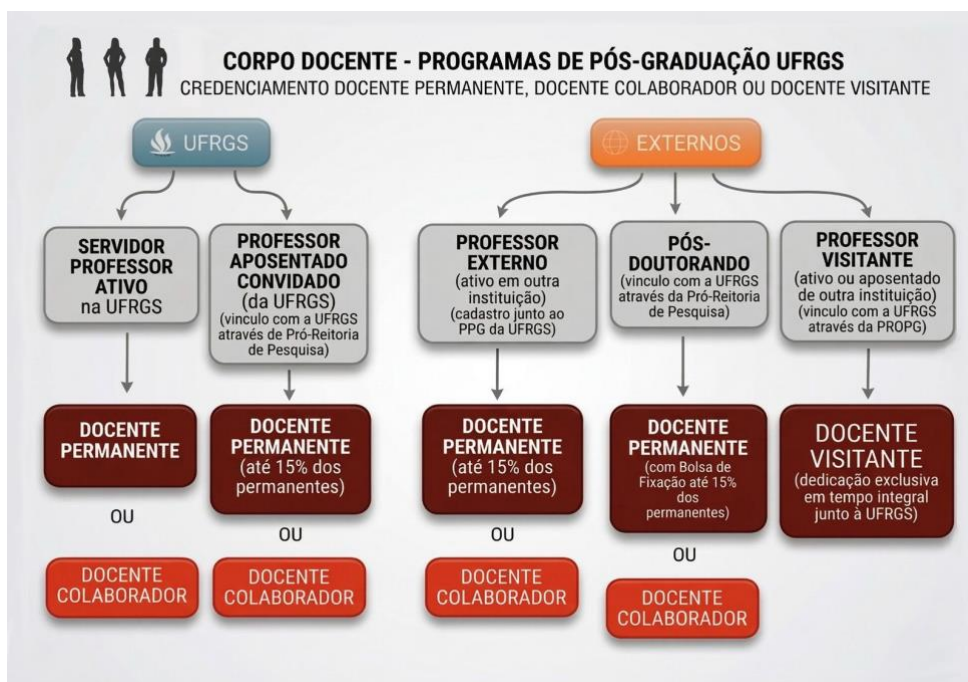 CORPO DOCENTE - PROGRAMAS DE PÓS-GRADUAÇÃO UFRGS
CREDENCIAMENTO DOCENTE PERMANENTE, DOCENTE COLABORADOR OU DOCENTE VISITANTE
UFRGS
SERVIDOR
PROFESSOR
ATIVO
na UFRGS
DOCENTE
PERMANENTE
OU
DOCENTE
COLABORADOR
PROFESSOR
APOSENTADO
CONVIDADO
(da UFRGS)
(vinculo com a UFRGS
através de Pró-Reitoria
de Pesquisa)
DOCENTE
PERMANENTE
(até 15% dos
permanentes)
OU
DOCENTE
COLABORADOR
EXTERNOS
PROFESSOR
EXTERNO
(ativo em outra
instituição)
(cadastro junto ao
PPG da UFRGS)
DOCENTE
PERMANENTE
(até 15% dos
permanentes)
OU
DOCENTE
COLABORADOR
PÓS-
DOUTORANDO
(vinculo com a UFRGS
através da Pró-Reitoria
de Pesquisa)
DOCENTE
PERMANENTE
(com Bolsa de
Fixação até 15%
dos
permanentes)
OU
DOCENTE
COLABORADOR
PROFESSOR
VISITANTE
(ativo ou aposentado
de outra instituição)
(vinculo com a UFRGS
através da PROPG)
DOCENTE
VISITANTE
(dedicação exclusiva
em tempo integral
junto à UFRGS)